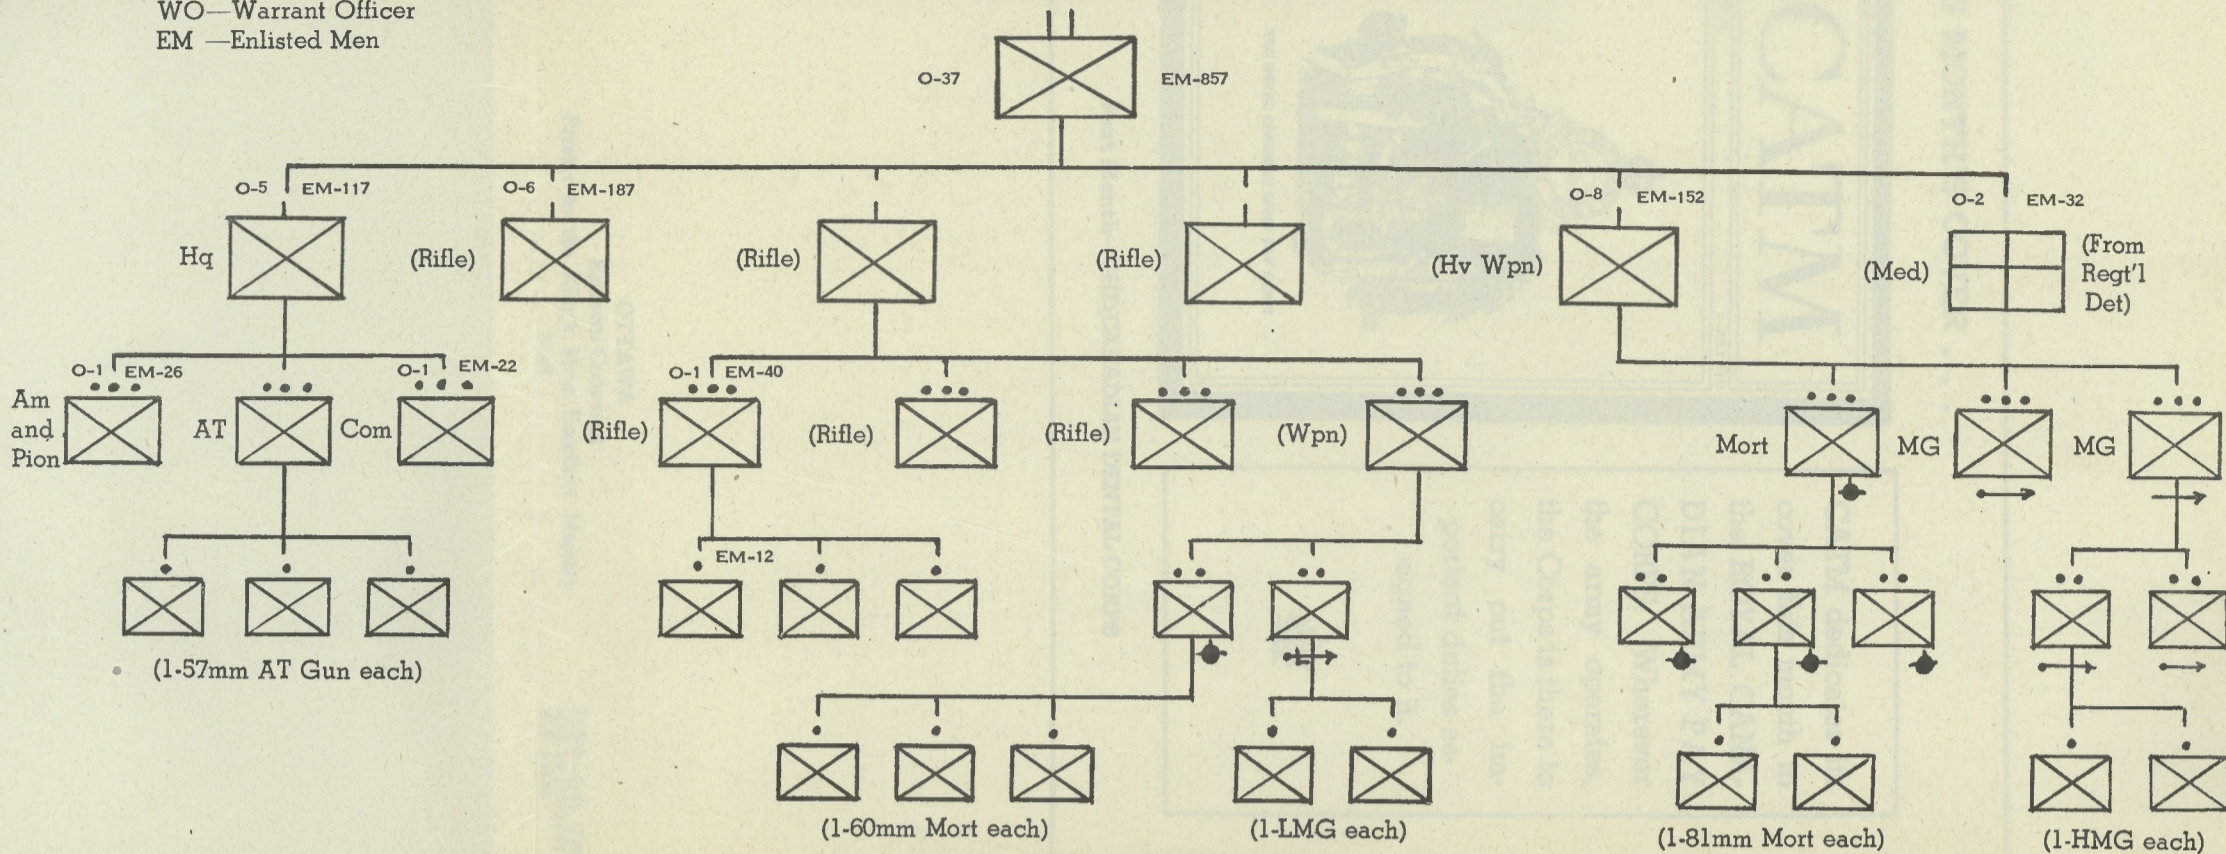 WO—Warrant Officer
EM —Enlisted Men
O-37 EM-857
O-5 EM-117 O-6 EM-187 O-8 EM-152 O-2 EM-32
Hq (Rifle) (Rifle) (Rifle) (Hv Wpn) (Med) (From
Regt'l
Det)
O-1 EM-26 O-1 EM-22 O-1 EM-40
Am
and
Pion
AT Com (Rifle) (Rifle) (Rifle) (Wpn) Mort MG MG
EM-12
(1-57mm AT Gun each)
(1-60mm Mort each) (1-LMG each) (1-81mm Mort each) (1-HMG each)